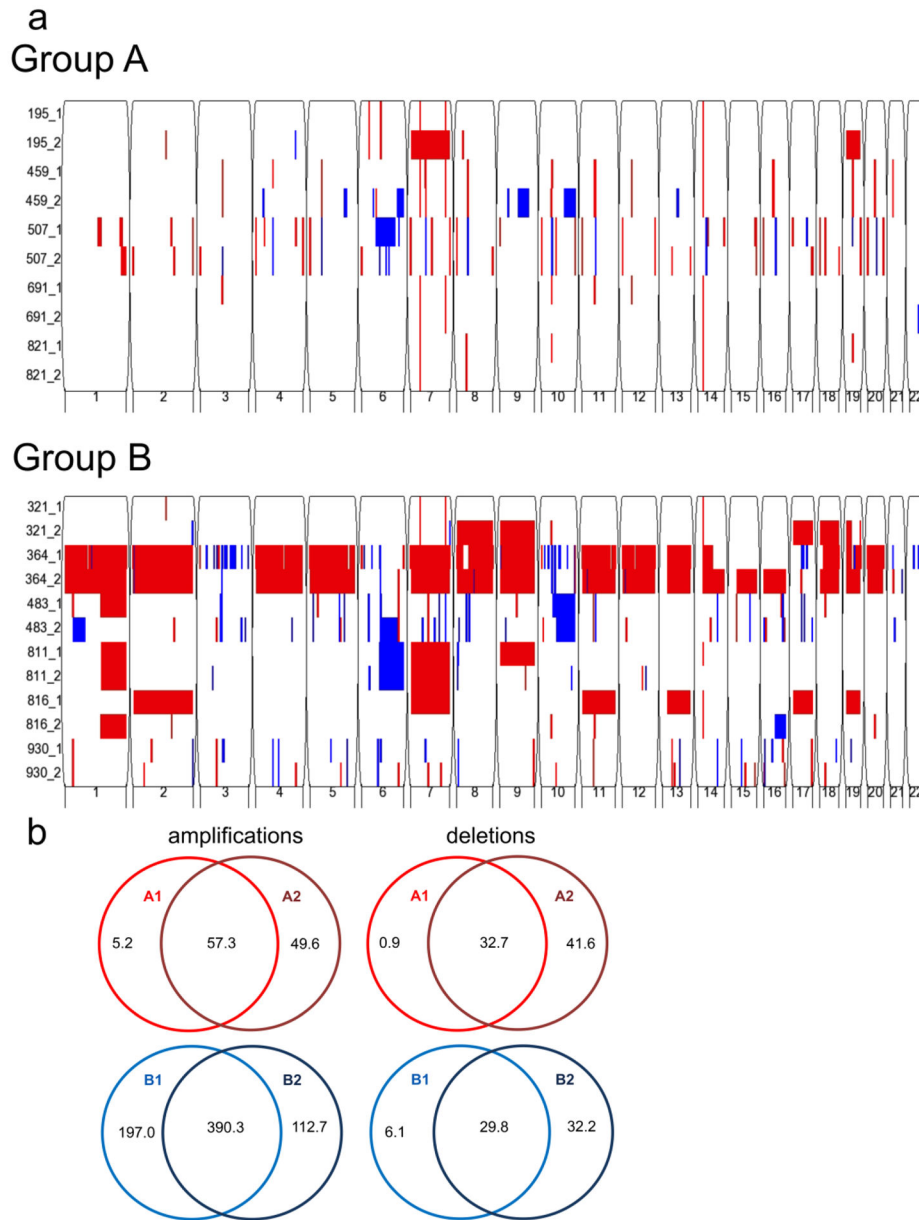 a
Group A
195_1
195_2
459_1
459_2
507_1
507_2
691_1
691_2
821_1
821_2
1 2 3 4 5 6 7 8 9 10 11 12 13 14 15 16 17 18 19 20 21 22
Group B
321_1
321_2
364_1
364_2
483_1
483_2
811_1
811_2
816_1
816_2
930_1
930_2
1 2 3 4 5 6 7 8 9 10 11 12 13 14 15 16 17 18 19 20 21 22
b
amplifications deletions
A1 A2 A1 A2
5.2 57.3 49.6 0.9 32.7 41.6
B1 B2 B1 B2
197.0 390.3 112.7 6.1 29.8 32.2